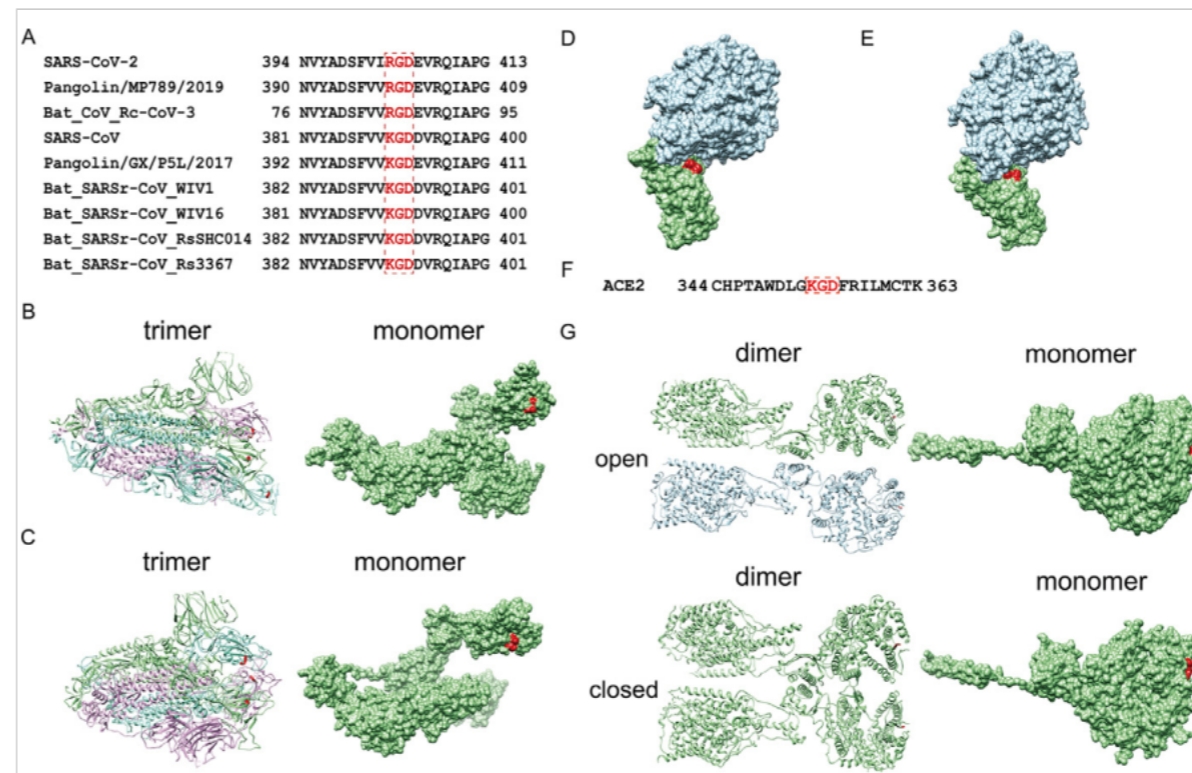 A
SARS-CoV-2 394 NVYADSFVIRGDEVRQIAPG 413
Pangolin/MP789/2019 390 NVYADSFVVRGDEVRQIAPG 409
Bat_CoV_Rc-CoV-3 76 NVYADSFVVRGDEVRQIAPG 95
SARS-CoV 381 NVYADSFVVKGDDVRQIAPG 400
Pangolin/GX/P5L/2017 392 NVYADSFVVKGDEVRQIAPG 411
Bat_SARSr-CoV_WIV1 382 NVYADSFVVKGDDVRQIAPG 401
Bat_SARSr-CoV_WIV16 381 NVYADSFVVKGDDVRQIAPG 400
Bat_SARSr-CoV_RsSHC014 382 NVYADSFVVKGDDVRQIAPG 401
Bat_SARSr-CoV_Rs3367 382 NVYADSFVVKGDDVRQIAPG 401
B
trimer monomer
C
trimer monomer
D
E
F
ACE2 344 CHPTAWDLGKGDFRILMCTK 363
G
dimer monomer
open
dimer monomer
closed